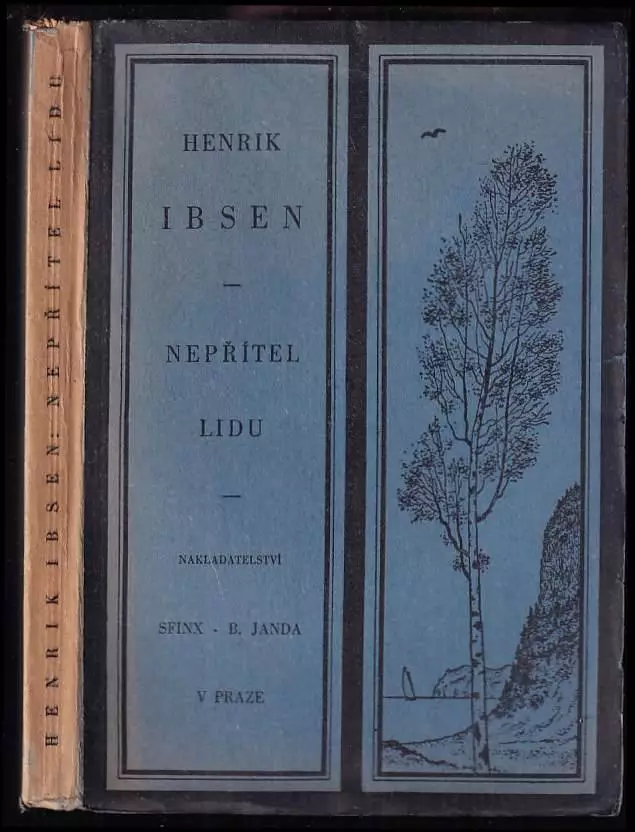 HENRIK IBSEN: NEPŘÍTEL LIDU
HENRIK
IBSEN
—
NEPŘÍTEL
LIDU
—
NAKLADATELSTVÍ
SFINX - B. JANDA
V PRAZE